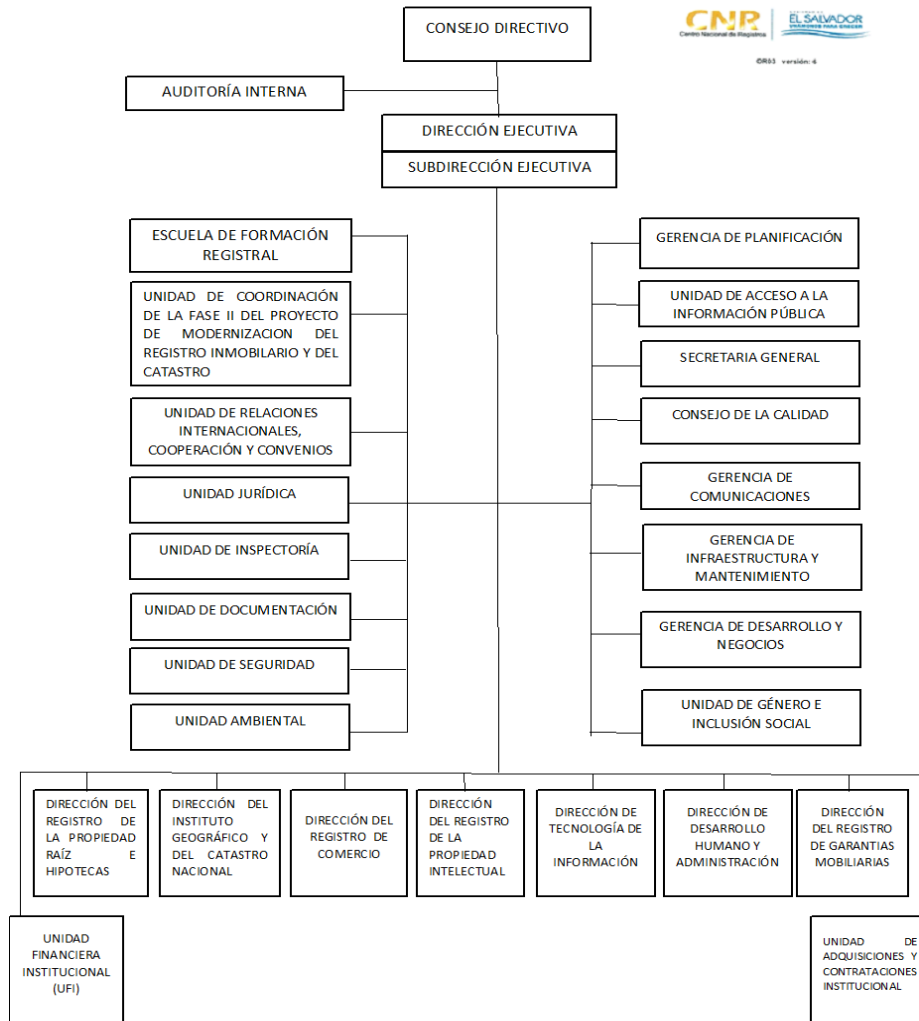 CONSEJO DIRECTIVO
CNR
Centro Nacional de Registros
EL SALVADOR
UNÁMONOS PARA CRECER
OR03 versión: 6
AUDITORÍA INTERNA
DIRECCIÓN EJECUTIVA
SUBDIRECCIÓN EJECUTIVA
ESCUELA DE FORMACIÓN
REGISTRAL
UNIDAD DE COORDINACIÓN
DE LA FASE II DEL PROYECTO
DE MODERNIZACION DEL
REGISTRO INMOBILARIO Y DEL
CATASTRO
UNIDAD DE RELACIONES
INTERNACIONALES,
COOPERACIÓN Y CONVENIOS
UNIDAD JURÍDICA
UNIDAD DE INSPECTORÍA
UNIDAD DE DOCUMENTACIÓN
UNIDAD DE SEGURIDAD
UNIDAD AMBIENTAL
GERENCIA DE PLANIFICACIÓN
UNIDAD DE ACCESO A LA
INFORMACIÓN PÚBLICA
SECRETARIA GENERAL
CONSEJO DE LA CALIDAD
GERENCIA DE
COMUNICACIONES
GERENCIA DE
INFRAESTRUCTURA Y
MANTENIMIENTO
GERENCIA DE DESARROLLO Y
NEGOCIOS
UNIDAD DE GÉNERO E
INCLUSIÓN SOCIAL
DIRECCIÓN DEL
REGISTRO DE
LA PROPIEDAD
RAÍZ E
HIPOTECAS
DIRECCIÓN DEL
INSTITUTO
GEOGRÁFICO Y
DEL CATASTRO
NACIONAL
DIRECCIÓN DEL
REGISTRO DE
COMERCIO
DIRECCIÓN
DEL REGISTRO
DE LA
PROPIEDAD
INTELECTUAL
DIRECCIÓN DE
TECNOLOGÍA DE
LA
INFORMACIÓN
DIRECCIÓN DE
DESARROLLO
HUMANO Y
ADMINISTRACIÓN
DIRECCIÓN
DEL REGISTRO
DE GARANTIAS
MOBILIARIAS
UNIDAD
FINANCIERA
INSTITUCIONAL
(UFI)
UNIDAD DE
ADQUISICIONES Y
CONTRATACIONES
INSTITUCIONAL